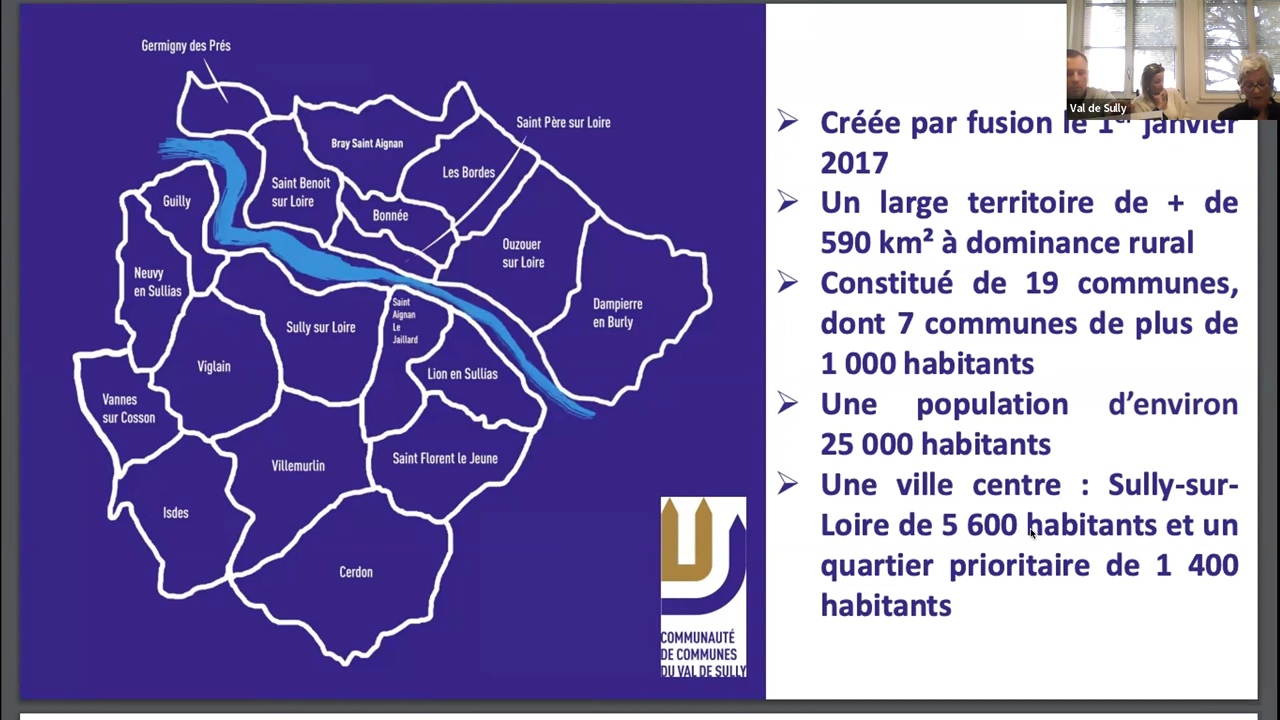 Germigny des Prés
Saint Père sur Loire
Bray Saint Aignan
Les Bordes
Saint Benoit
sur Loire
Guilly
Bonnée
Ouzouer
sur Loire
Neuvy
en Sullias
Saint
Aignan
Le
Jaillard
Dampierre
en Burly
Sully sur Loire
Viglain
Lion en Sullias
Vannes
sur Cosson
Villemurlin
Saint Florent le Jeune
Isdes
Cerdon
COMMUNAUTÉ
DE COMMUNES
DU VAL DE SULLY
Val de Sully
➢ Créée par fusion le 1er janvier
2017
➢ Un large territoire de + de
590 km² à dominance rural
➢ Constitué de 19 communes,
dont 7 communes de plus de
1 000 habitants
➢ Une population d’environ
25 000 habitants
➢ Une ville centre : Sully-sur-
Loire de 5 600 habitants et un
quartier prioritaire de 1 400
habitants